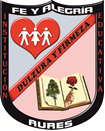 FE Y ALEGRIA
INSTITUCIÓN
EDUCATIVA
DULZURA Y FIRMEZA
AURES